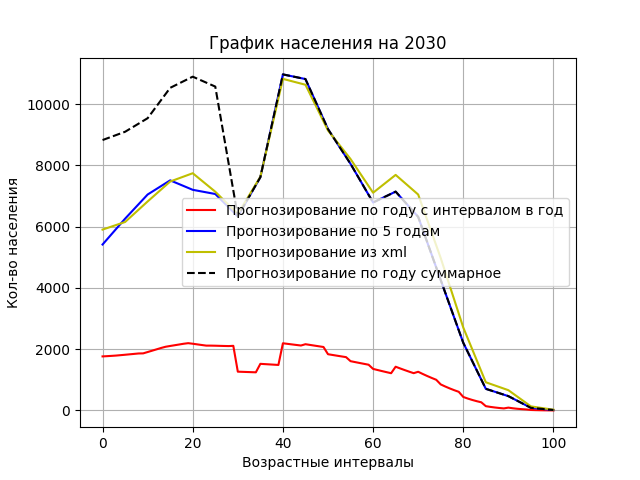 График населения на 2030
Кол-во населения
10000
8000
6000
4000
2000
0
Прогнозирование по году с интервалом в год
Прогнозирование по 5 годам
Прогнозирование из xml
Прогнозирование по году суммарное
0 20 40 60 80 100
Возрастные интервалы